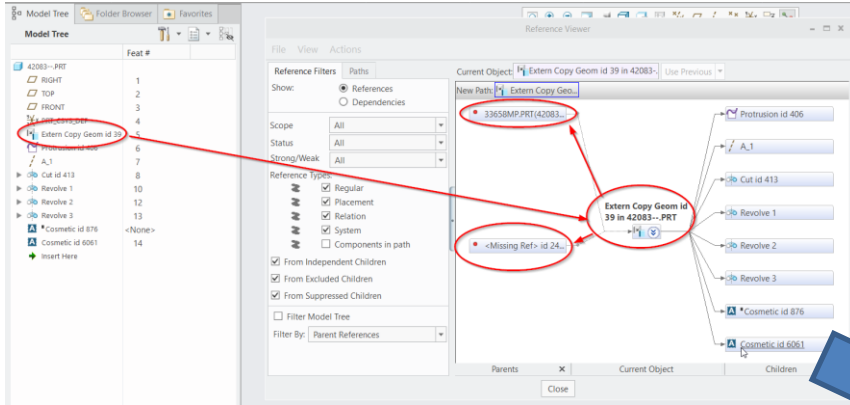 Model Tree Folder Browser Favorites
Model Tree
Feat #
42083--.PRT
RIGHT 1
TOP 2
FRONT 3
PRT_CSYS_DEF 4
Extern Copy Geom id 39 5
Protrusion id 406 6
A_1 7
Cut id 413 8
Revolve 1 10
Revolve 2 12
Revolve 3 13
*Cosmetic id 876 <None>
Cosmetic id 6061 14
Insert Here
Reference Viewer
File View Actions
Reference Filters Paths
Show: References
Dependencies
Scope All
Status All
Strong/Weak All
Reference Types:
Regular
Placement
Relation
System
Components in path
From Independent Children
From Excluded Children
From Suppressed Children
Filter Model Tree
Filter By: Parent References
Current Object: Extern Copy Geom id 39 in 42083-. Use Previous
New Path: Extern Copy Geo...
33658MP.PRT(42083...
<Missing Ref> id 24...
Extern Copy Geom id
39 in 42083--.PRT
Protrusion id 406
A_1
Cut id 413
Revolve 1
Revolve 2
Revolve 3
*Cosmetic id 876
Cosmetic id 6061
Parents × Current Object Children
Close